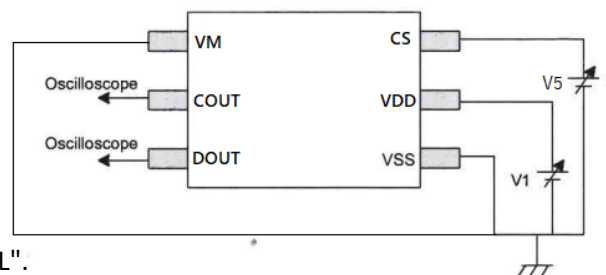 VM
CS
Oscilloscope
V5
COUT
VDD
Oscilloscope
DOUT
VSS
V1
L".